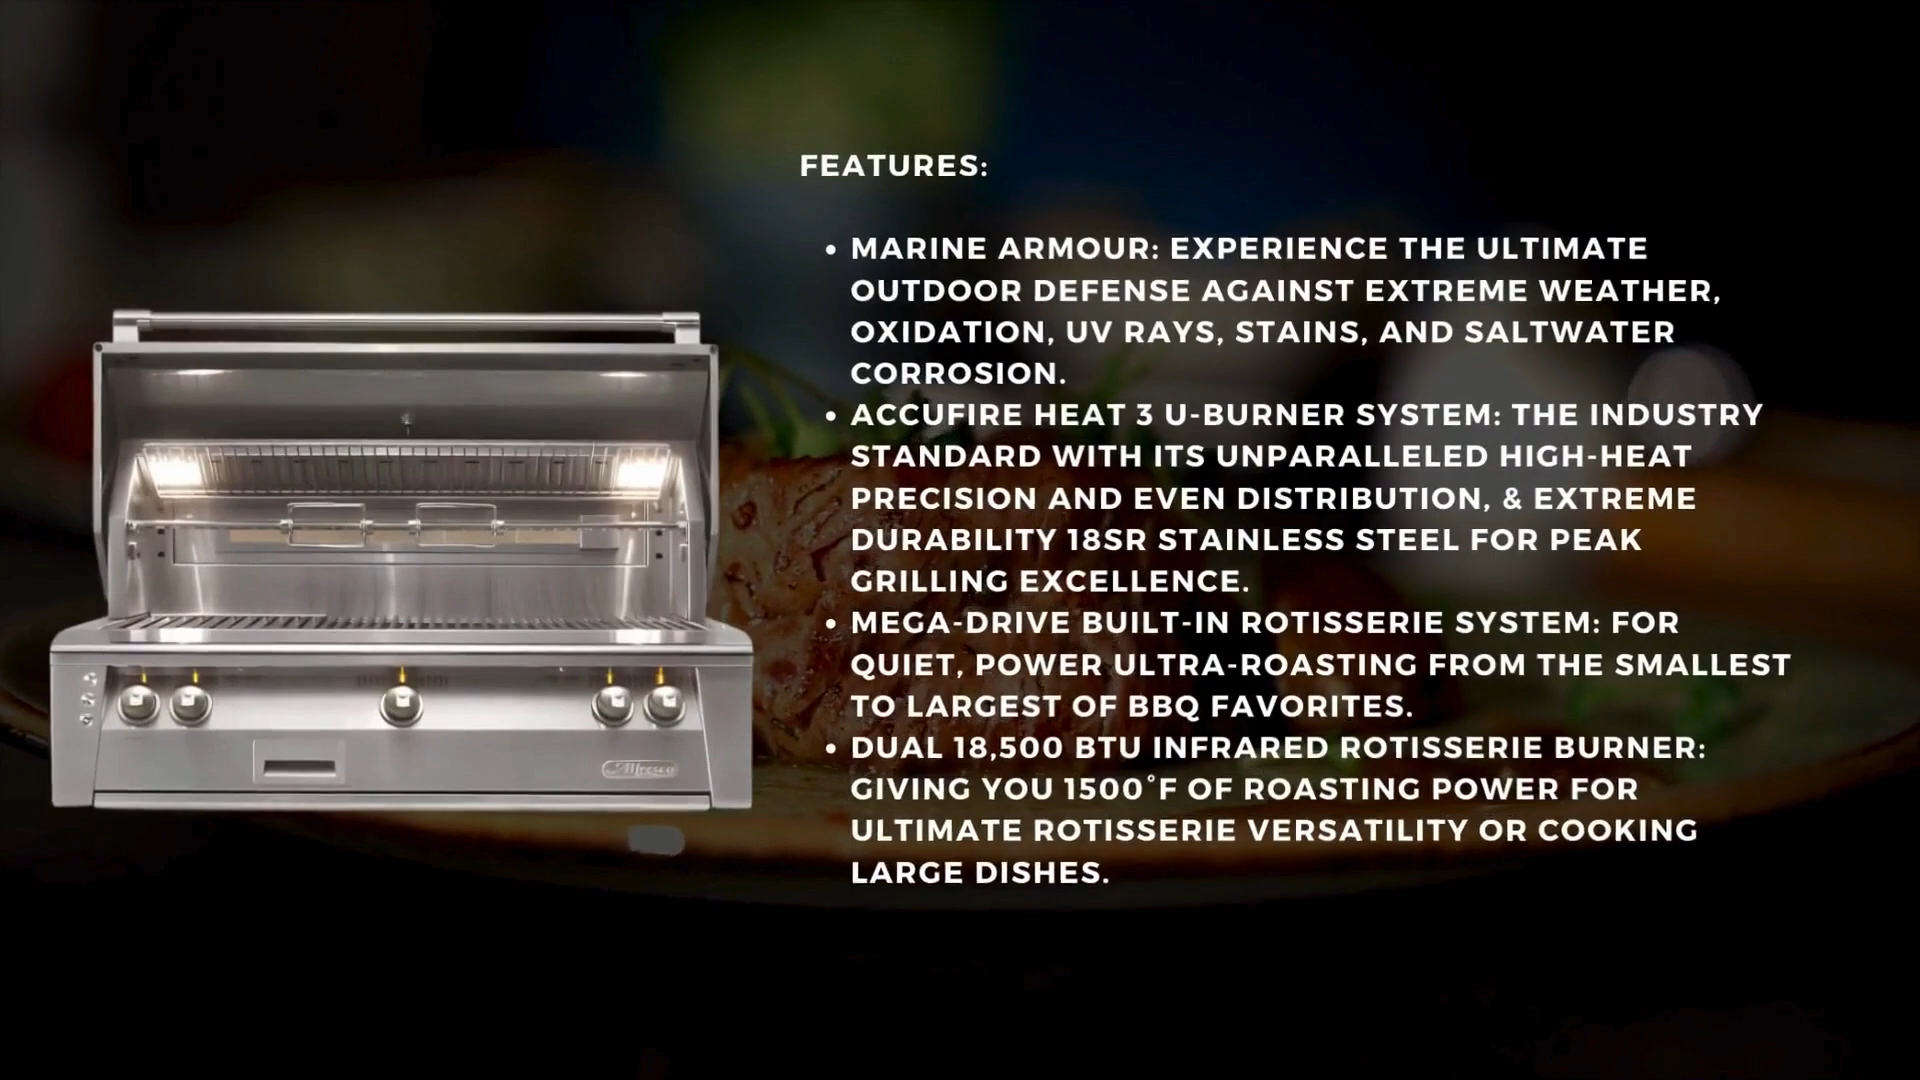 FEATURES:
• MARINE ARMOUR: EXPERIENCE THE ULTIMATE
OUTDOOR DEFENSE AGAINST EXTREME WEATHER,
OXIDATION, UV RAYS, STAINS, AND SALTWATER
CORROSION.
• ACCUFIRE HEAT 3 U-BURNER SYSTEM: THE INDUSTRY
STANDARD WITH ITS UNPARALLELED HIGH-HEAT
PRECISION AND EVEN DISTRIBUTION, & EXTREME
DURABILITY 18SR STAINLESS STEEL FOR PEAK
GRILLING EXCELLENCE.
• MEGA-DRIVE BUILT-IN ROTISSERIE SYSTEM: FOR
QUIET, POWER ULTRA-ROASTING FROM THE SMALLEST
TO LARGEST OF BBQ FAVORITES.
• DUAL 18,500 BTU INFRARED ROTISSERIE BURNER:
GIVING YOU 1500°F OF ROASTING POWER FOR
ULTIMATE ROTISSERIE VERSATILITY OR COOKING
LARGE DISHES.
Alfresco